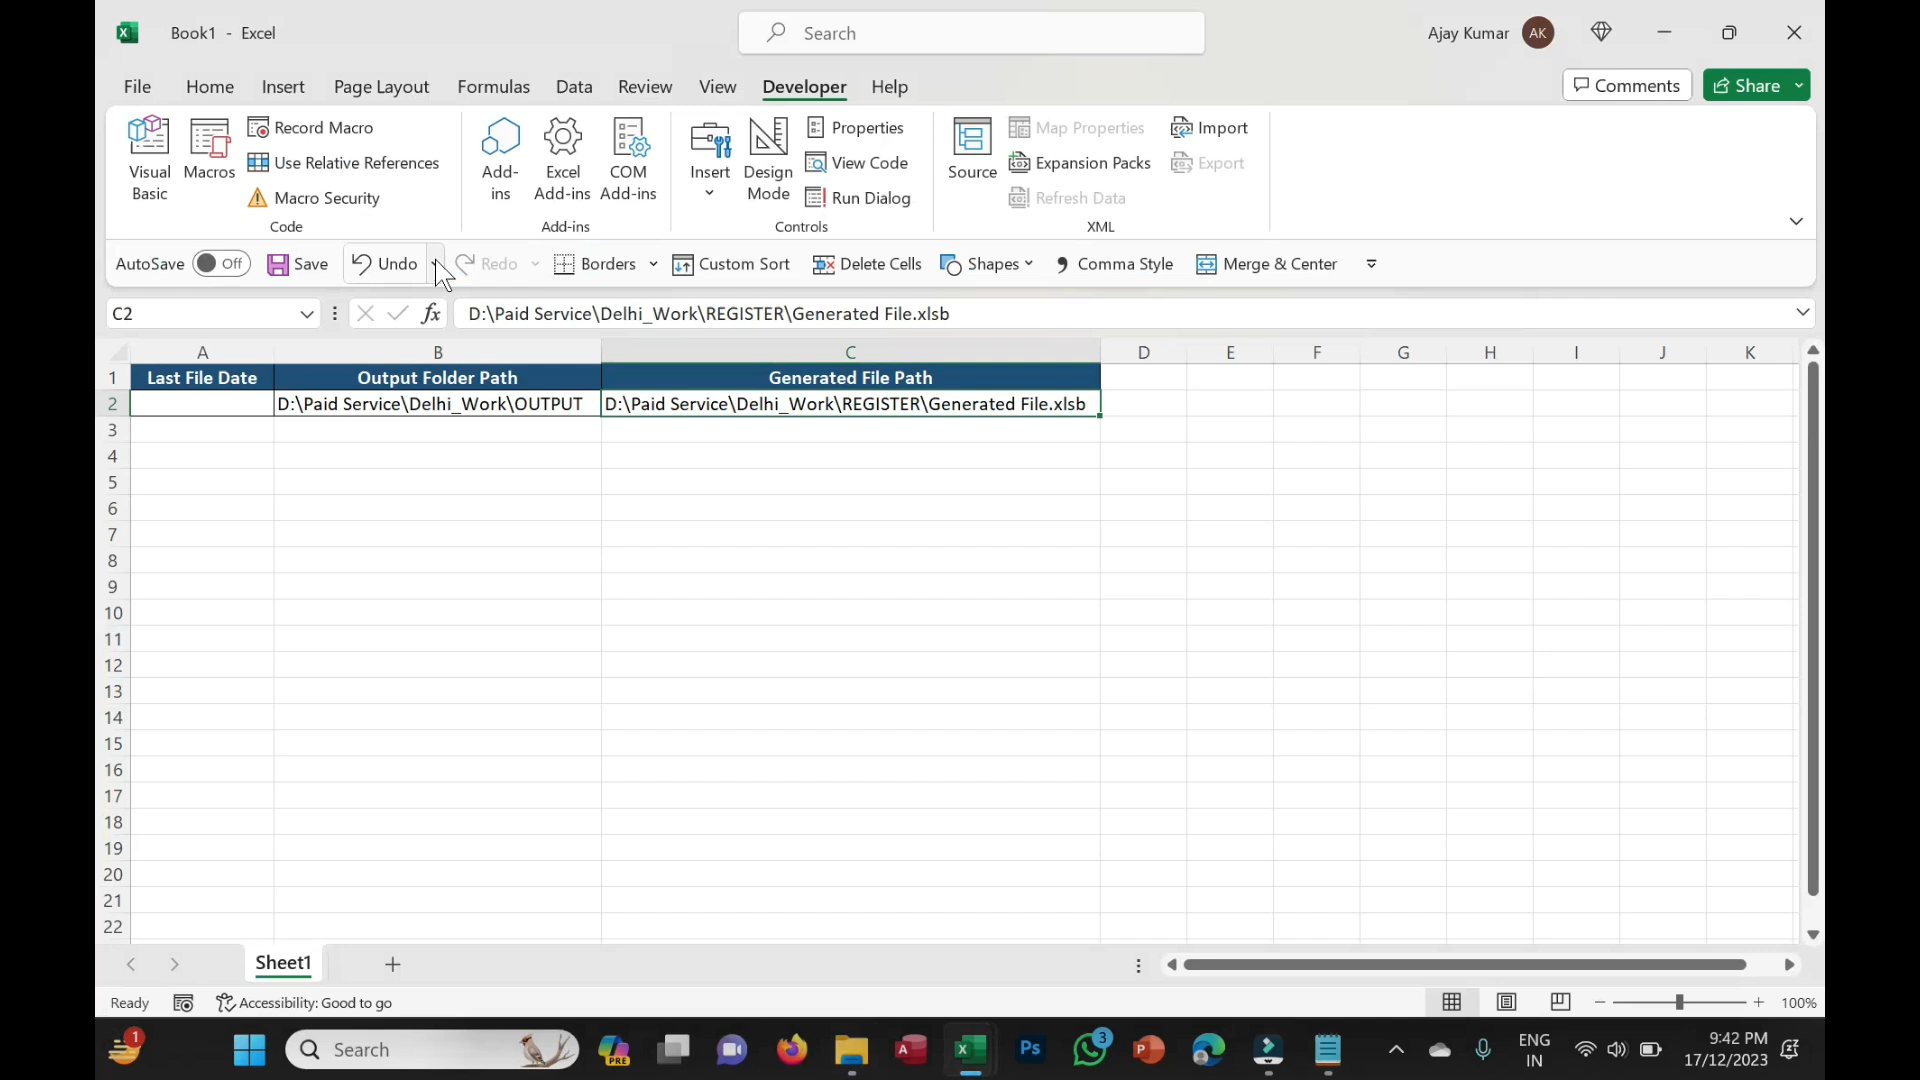 Book1 - Excel
Search
Ajay Kumar
AK
File
Home
Insert
Page Layout
Formulas
Data
Review
View
Developer
Help
Comments
Share
Visual
Basic
Macros
Record Macro
Use Relative References
Macro Security
Code
Add-
ins
Excel
Add-ins
COM
Add-ins
Add-ins
Insert
Design
Mode
Properties
View Code
Run Dialog
Controls
Source
Map Properties
Expansion Packs
Refresh Data
Import
Export
XML
AutoSave
Off
Save
Undo
Redo
Borders
Custom Sort
Delete Cells
Shapes
Comma Style
Merge & Center
C2
fx
D:\Paid Service\Delhi_Work\REGISTER\Generated File.xlsb
A B C D E F G H I J K
1 Last File Date Output Folder Path Generated File Path
2 D:\Paid Service\Delhi_Work\OUTPUT D:\Paid Service\Delhi_Work\REGISTER\Generated File.xlsb
3
4
5
6
7
8
9
10
11
12
13
14
15
16
17
18
19
20
21
22
Sheet1
Ready
Accessibility: Good to go
100%
1
Search
PRE
A
X
Ps
3
P
ENG
IN
9:42 PM
17/12/2023